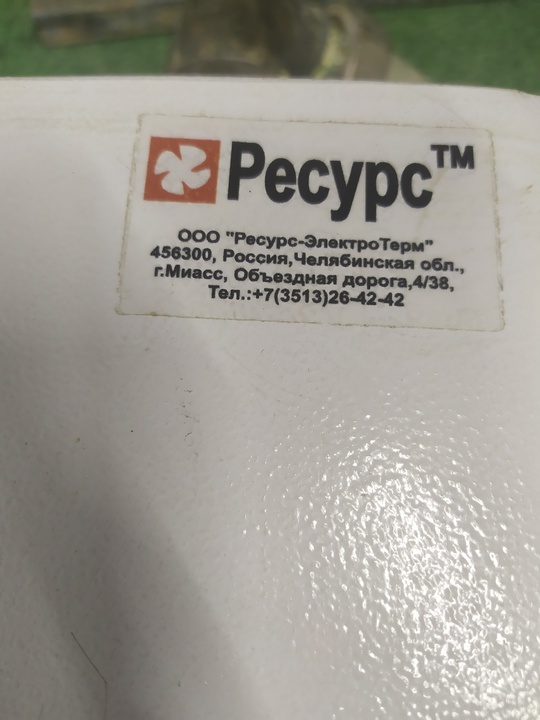 Ресурс™
ООО "Ресурс-ЭлектроТерм"
456300, Россия,Челябинская обл.,
г.Миасс, Объездная дорога,4/38,
Тел.:+7(3513)26-42-42